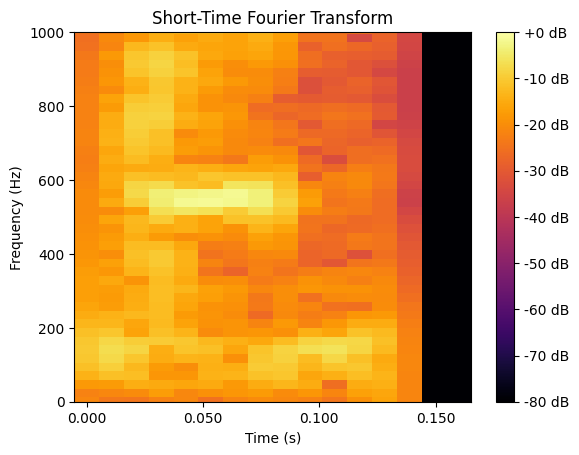 Short-Time Fourier Transform
1000
800
600
400
200
0
Frequency (Hz)
0.000
0.050
0.100
0.150
Time (s)
+0 dB
-10 dB
-20 dB
-30 dB
-40 dB
-50 dB
-60 dB
-70 dB
-80 dB